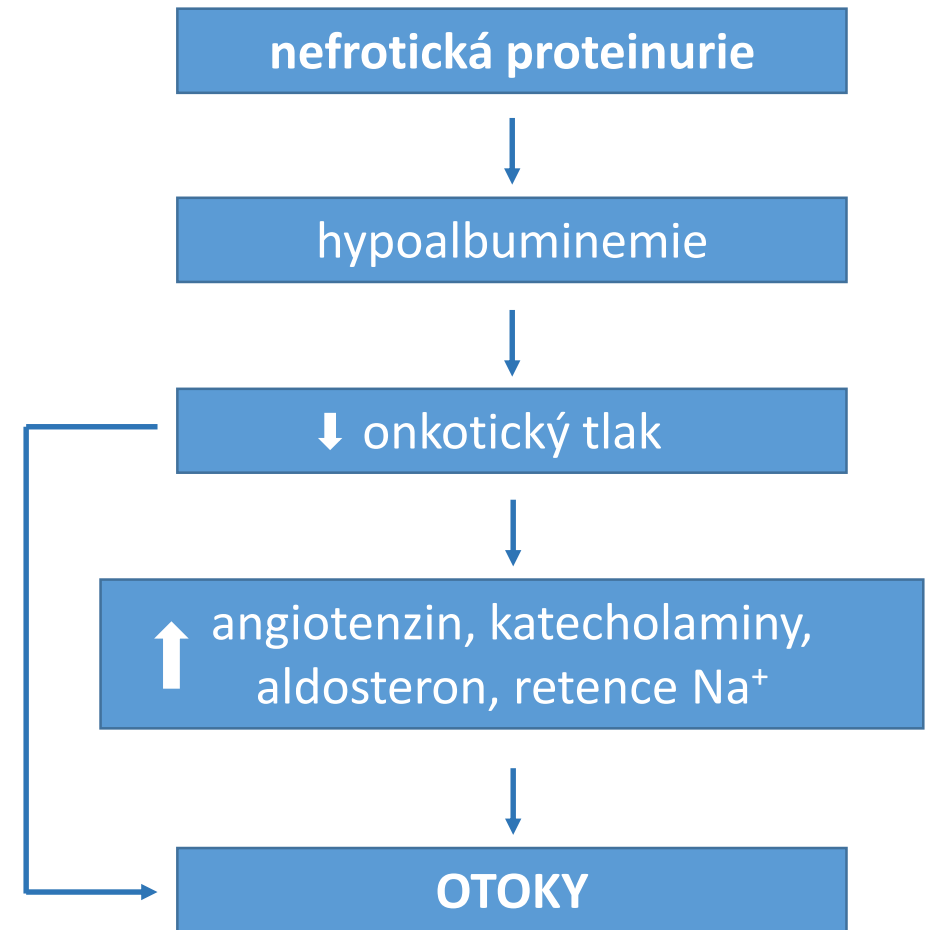 nefrotická proteinurie
hypoalbuminemie
onkotický tlak
angiotenzin, katecholaminy,
aldosteron, retence Na⁺
OTOKY